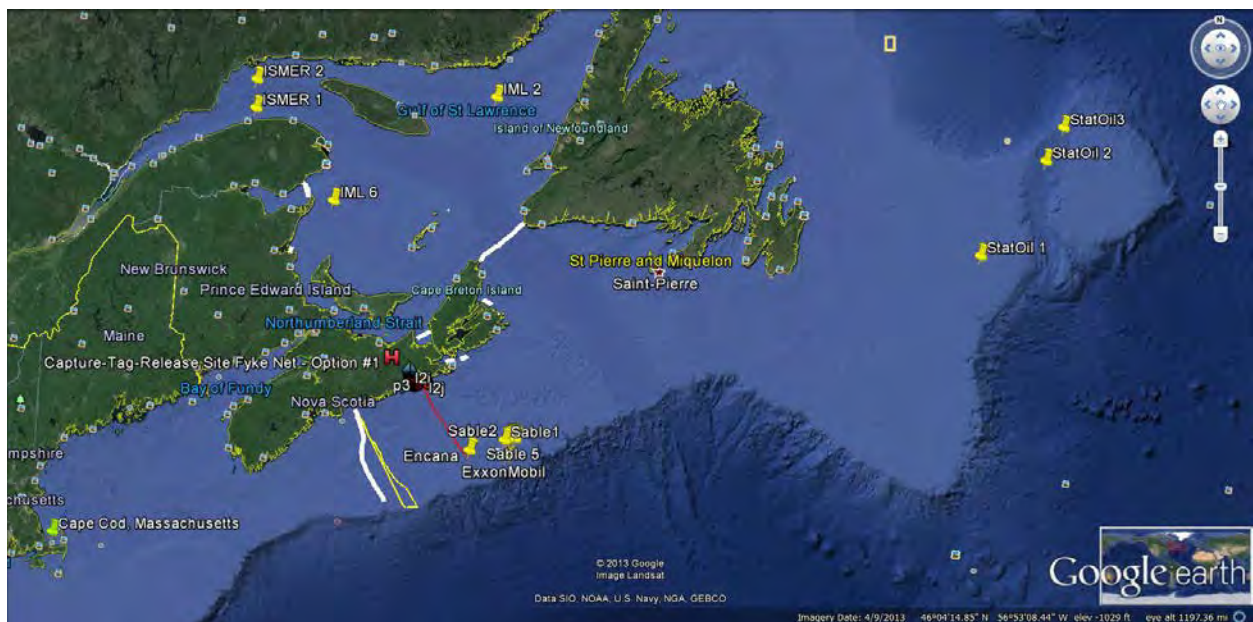 N
ISMER 2
ISMER 1
IML 2
Gulf of St Lawrence
Island of Newfoundland
StatOil3
StatOil 2
IML 6
StatOil 1
New Brunswick
St Pierre and Miquelon
Saint-Pierre
Prince Edward Island
Cape Breton Island
Northumberland Strait
Maine
Capture-Tag-Release Site Fyke Net - Option #1
H
l2j
p3
l2j
Bay of Fundy
Nova Scotia
Sable2
Sable1
Encana
Sable 5
ExxonMobil
mpshire
achusetts
Cape Cod, Massachusetts
© 2013 Google
Image Landsat
Data SIO, NOAA, U.S. Navy, NGA, GEBCO
Google earth
Imagery Date: 4/9/2013 46°04'14.85" N 56°53'08.44" W elev -1029 ft eye alt 1197.36 mi